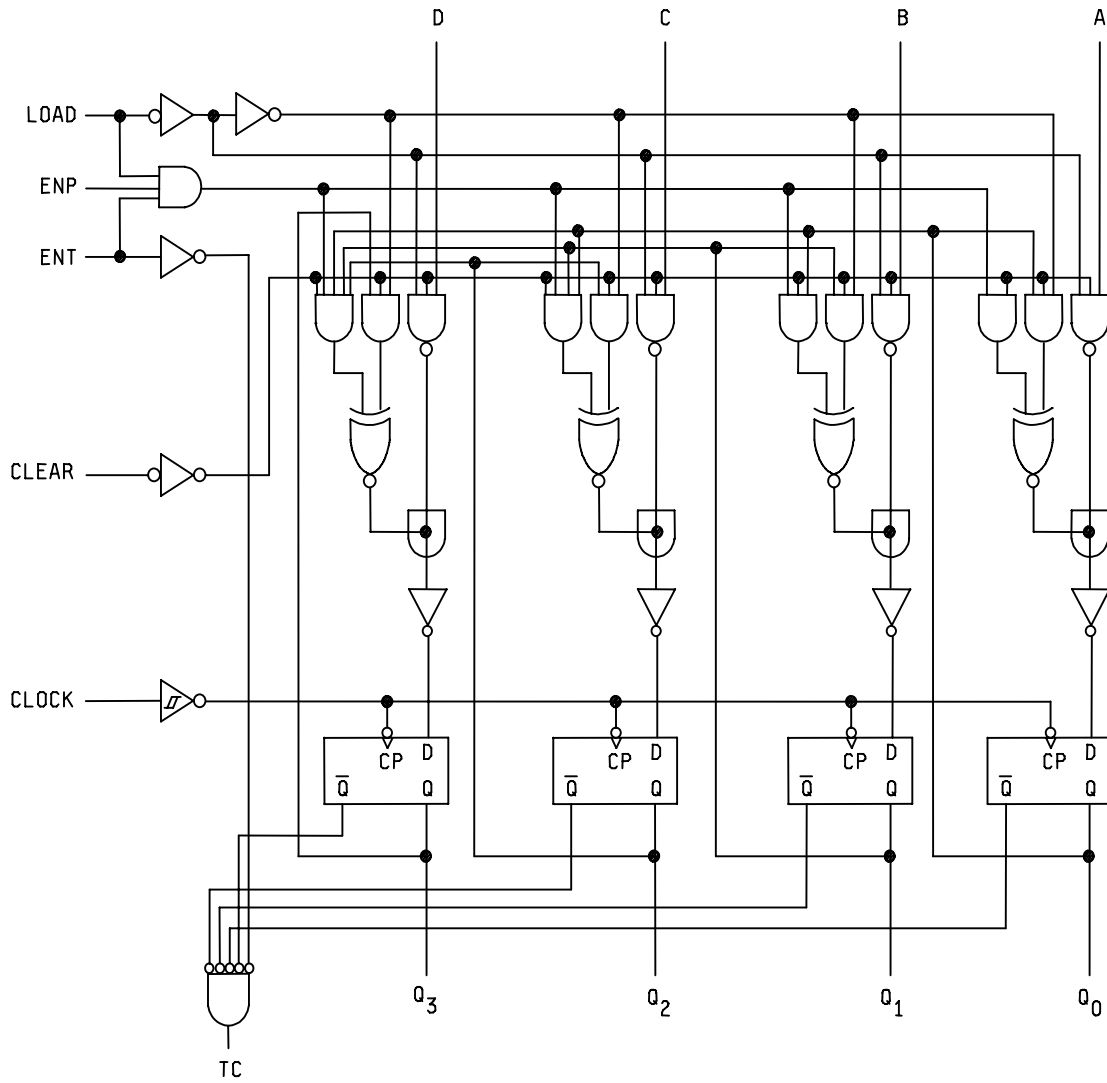 D C B A
LOAD
ENP
ENT
CLEAR
CLOCK
CP D CP D CP D CP D
Q̅ Q Q̅ Q Q̅ Q Q̅ Q
Q₃ Q₂ Q₁ Q₀
TC